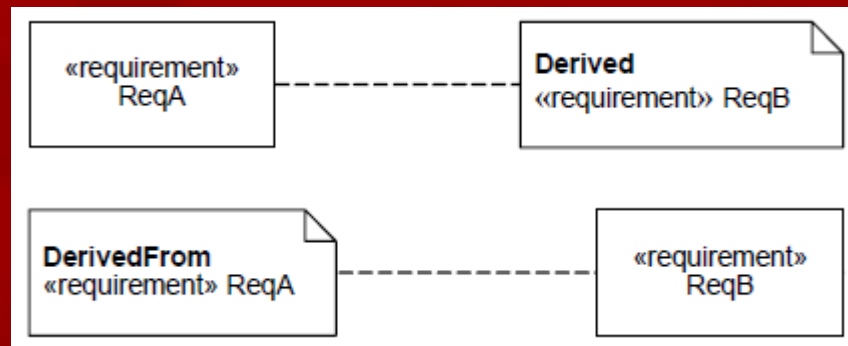 «requirement»
ReqA
Derived
«requirement» ReqB
DerivedFrom
«requirement» ReqA
«requirement»
ReqB